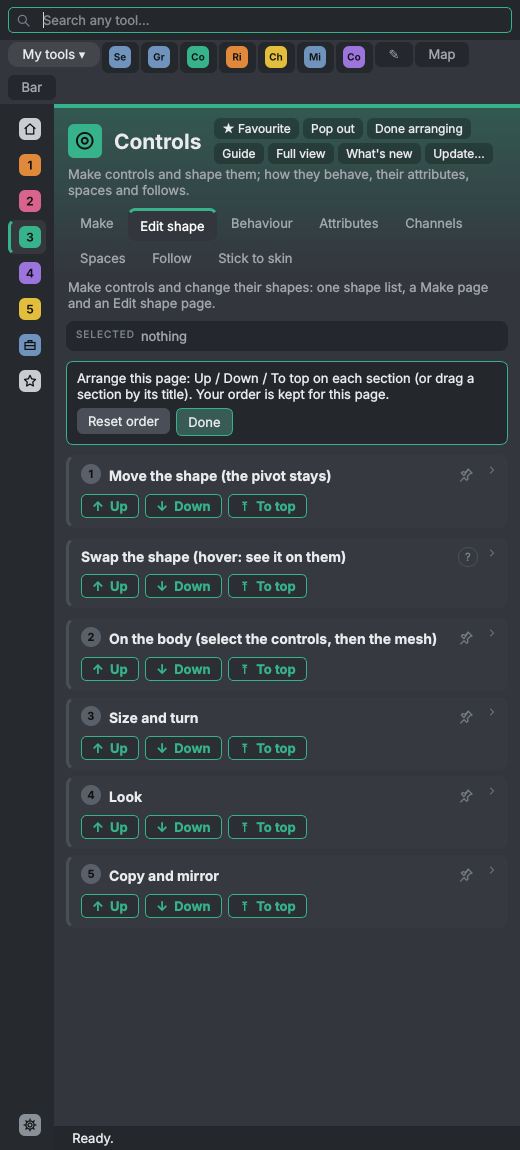 Search any tool...
My tools ▾ Se Gr Co Ri Ch Mi Co ✎ Map
Bar
Controls
★ Favourite Pop out Done arranging
Guide Full view What's new Update...
Make controls and shape them; how they behave, their attributes,
spaces and follows.
Make Edit shape Behaviour Attributes Channels
Spaces Follow Stick to skin
Make controls and change their shapes: one shape list, a Make page
and an Edit shape page.
SELECTED nothing
Arrange this page: Up / Down / To top on each section (or drag a
section by its title). Your order is kept for this page.
Reset order Done
1 Move the shape (the pivot stays)
↑ Up ↓ Down ⤒ To top
Swap the shape (hover: see it on them) ?
↑ Up ↓ Down ⤒ To top
2 On the body (select the controls, then the mesh)
↑ Up ↓ Down ⤒ To top
3 Size and turn
↑ Up ↓ Down ⤒ To top
4 Look
↑ Up ↓ Down ⤒ To top
5 Copy and mirror
↑ Up ↓ Down ⤒ To top
1
2
3
4
5
Ready.